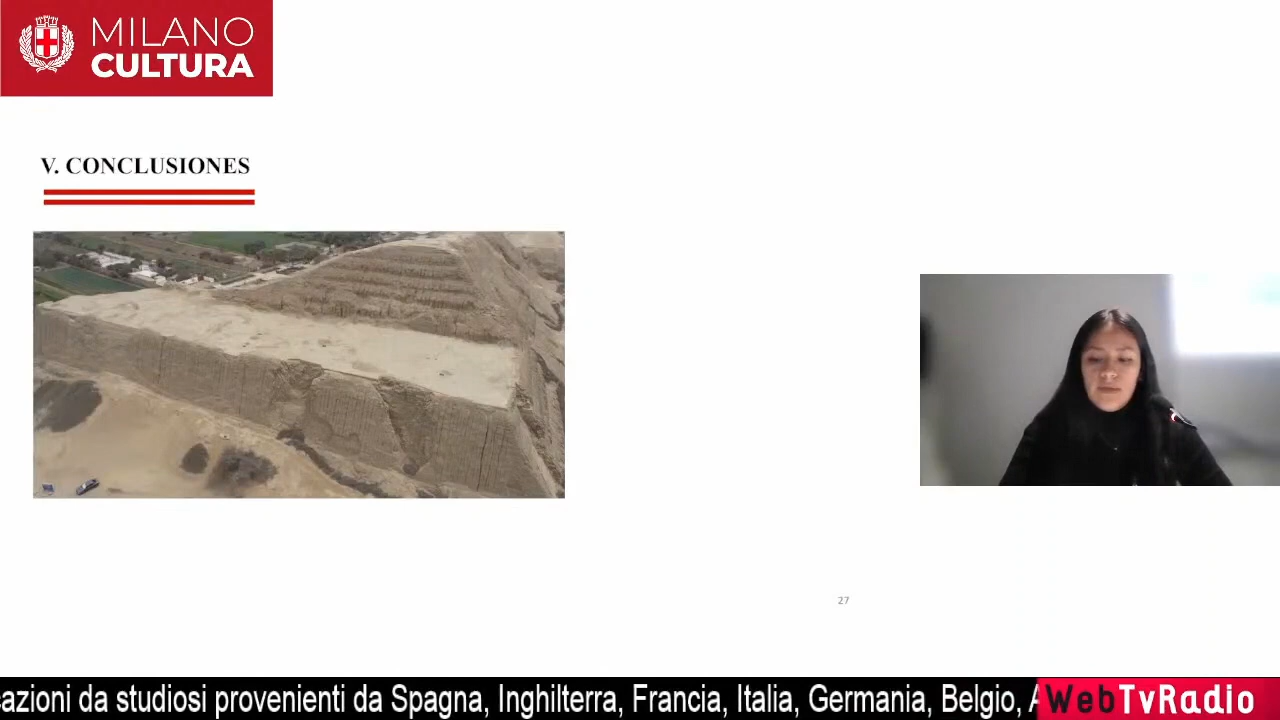 MILANO
CULTURA
V. CONCLUSIONES
27
azioni da studiosi provenienti da Spagna, Inghilterra, Francia, Italia, Germania, Belgio,
WebTvRadio